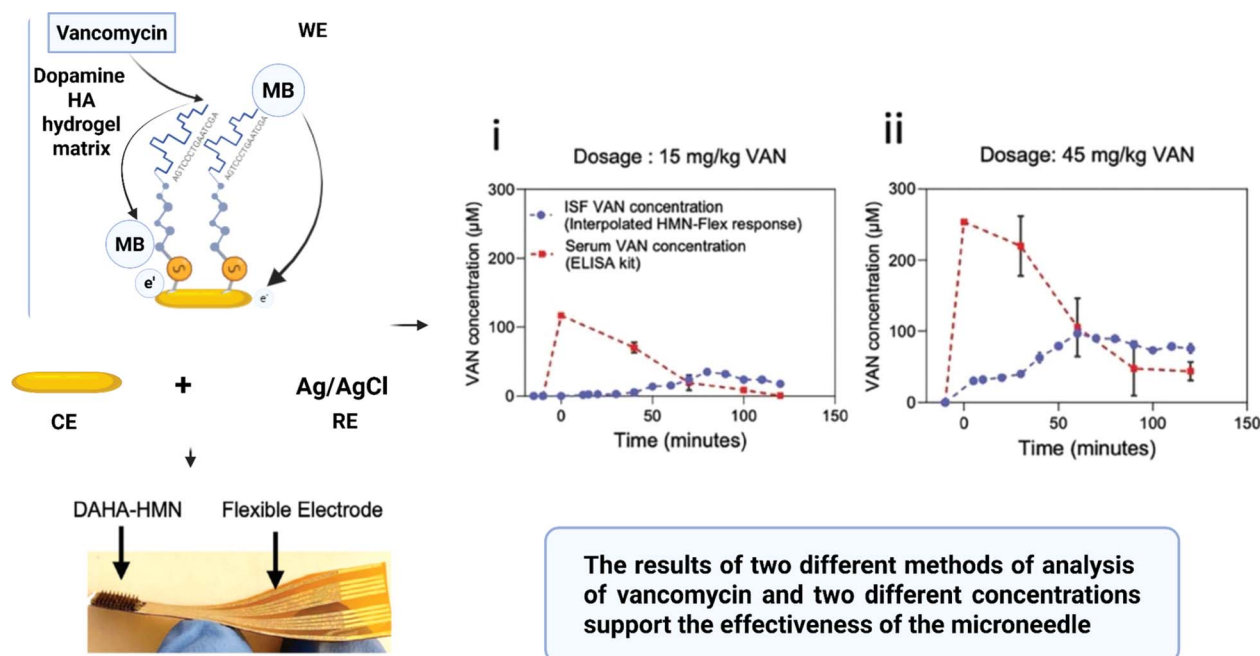 Vancomycin
WE
Dopamine
HA
hydrogel
matrix
MB
AGTCCCTGAATCGA
AGTCCCTGAATCGA
MB
S
S
e'
e'
CE
+
Ag/AgCl
RE
DAHA-HMN
Flexible Electrode
i
Dosage : 15 mg/kg VAN
VAN concentration (µM)
300
200
100
0
ISF VAN concentration
(Interpolated HMN-Flex response)
Serum VAN concentration
(ELISA kit)
0 50 100 150
Time (minutes)
ii
Dosage: 45 mg/kg VAN
VAN concentration (µM)
300
200
100
0
0 50 100 150
Time (minutes)
The results of two different methods of analysis
of vancomycin and two different concentrations
support the effectiveness of the microneedle